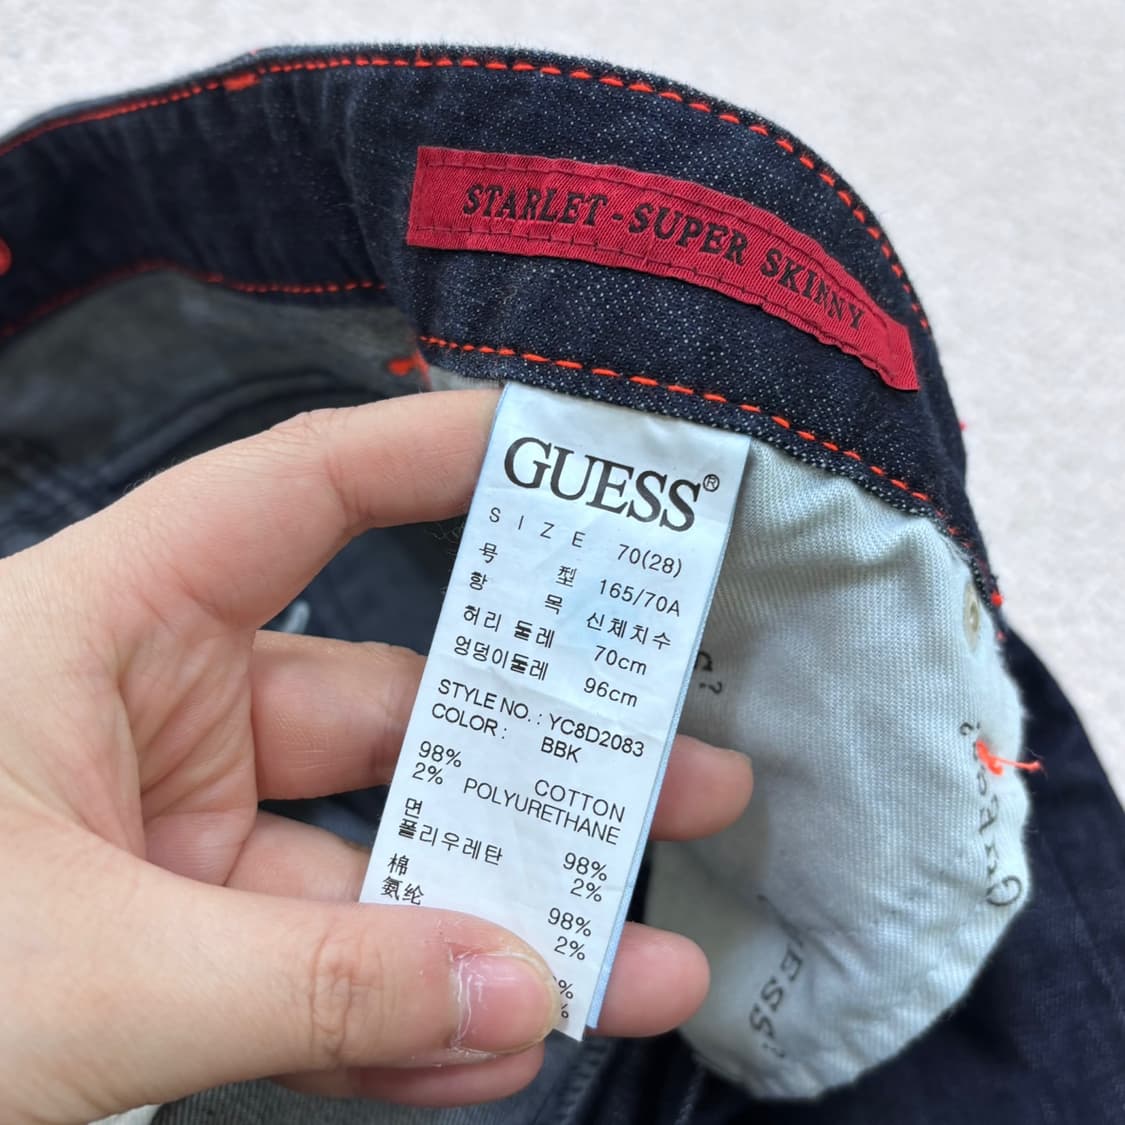 STARLET - SUPER SKINNY
GUESS®
SIZE 70(28)
号 型 165/70A
항 목 신체치수
허리 둘레 70cm
엉덩이둘레 96cm
STYLE NO. : YC8D2083
COLOR : BBK
98% COTTON
2% POLYURETHANE
면 98%
폴리우레탄 2%
棉 98%
氨纶 2%
%
%